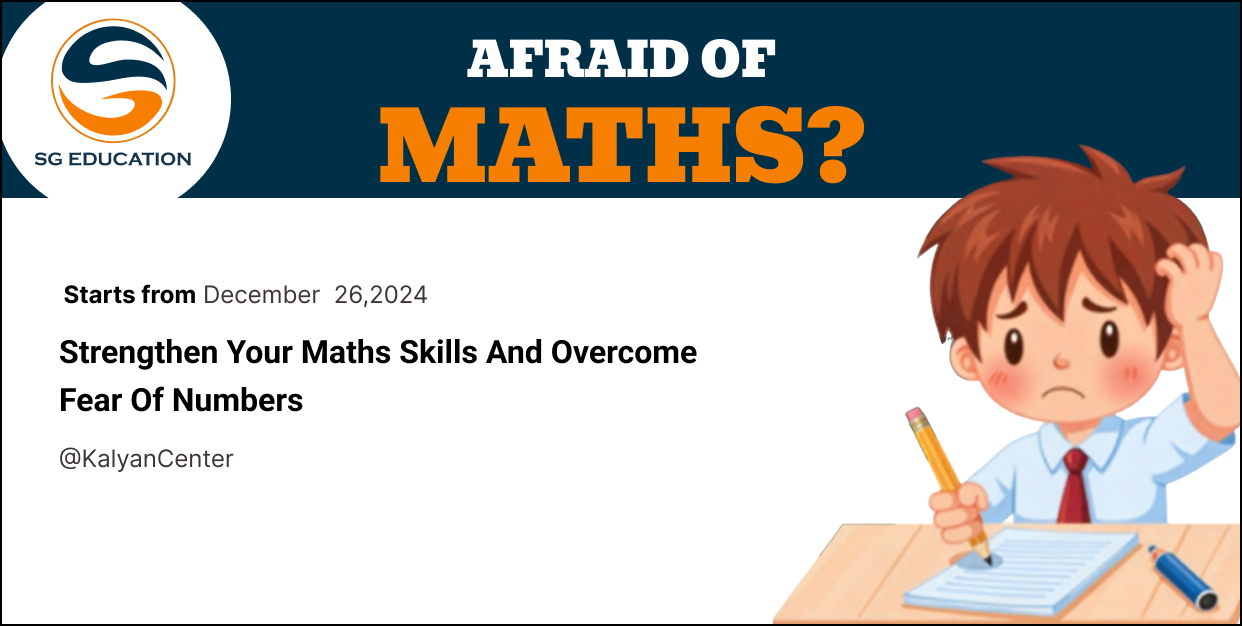 SG EDUCATION
AFRAID OF
MATHS?
Starts from December 26,2024
Strengthen Your Maths Skills And Overcome
Fear Of Numbers
@KalyanCenter